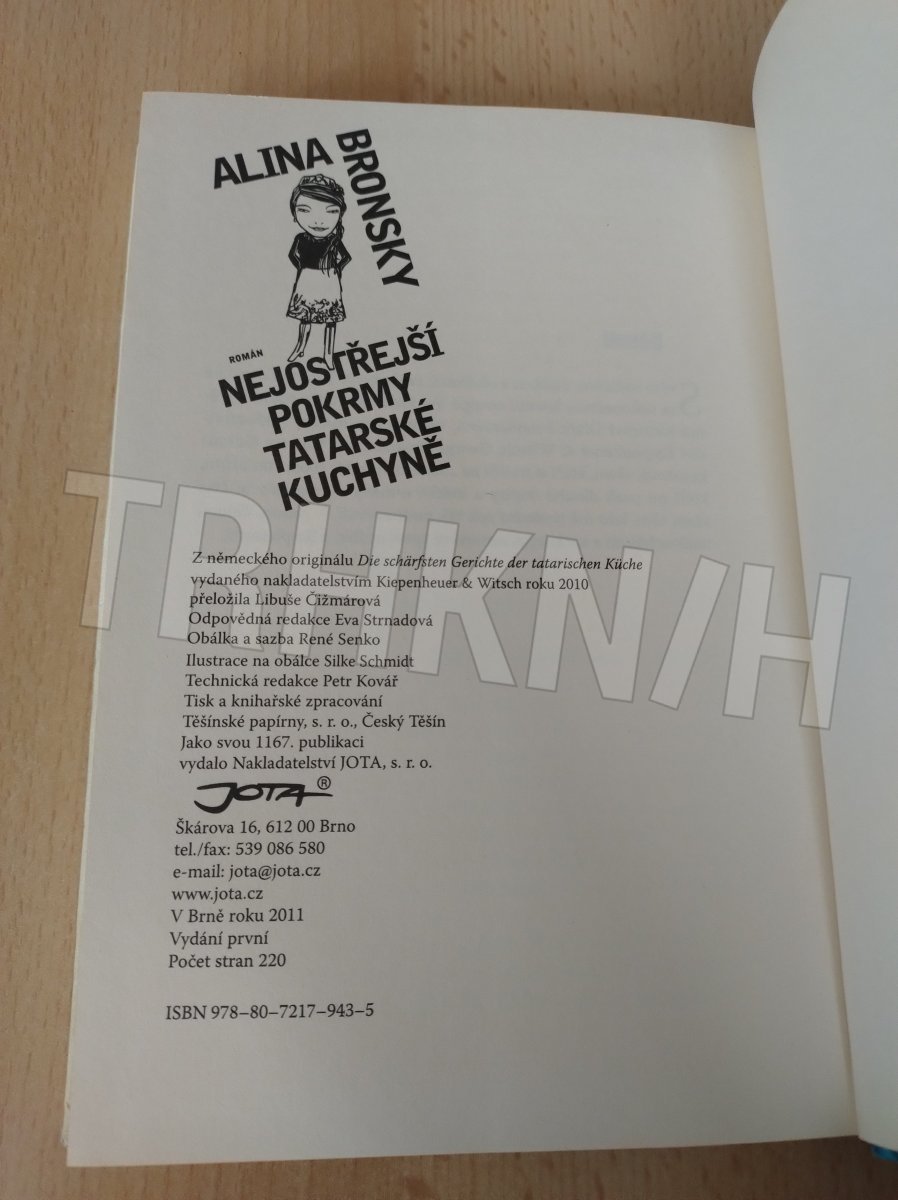 ALINA
BRONSKY
ROMÁN
NEJOSTŘEJŠÍ
POKRMY
TATARSKÉ
KUCHYNĚ
TRHKN/H
Z německého originálu Die schärfsten Gerichte der tatarischen Küche
vydaného nakladatelstvím Kiepenheuer & Witsch roku 2010
přeložila Libuše Čižmárová
Odpovědná redakce Eva Strnadová
Obálka a sazba René Senko
Ilustrace na obálce Silke Schmidt
Technická redakce Petr Kovář
Tisk a knihařské zpracování
Těšínské papírny, s. r. o., Český Těšín
Jako svou 1167. publikaci
vydalo Nakladatelství JOTA, s. r. o.
JOTA®
Škárova 16, 612 00 Brno
tel./fax: 539 086 580
e-mail: jota@jota.cz
www.jota.cz
V Brně roku 2011
Vydání první
Počet stran 220
ISBN 978–80–7217–943–5